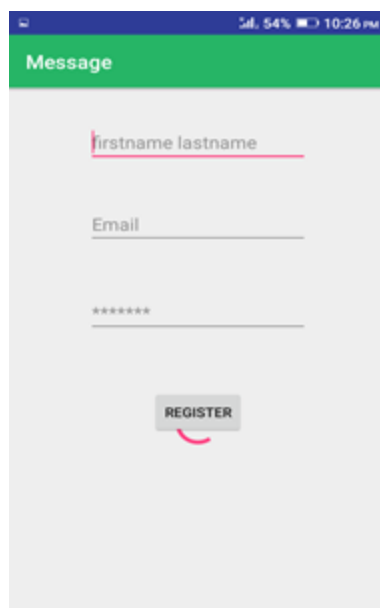 54% 10:26 PM
Message
firstname lastname
Email
*******
REGISTER